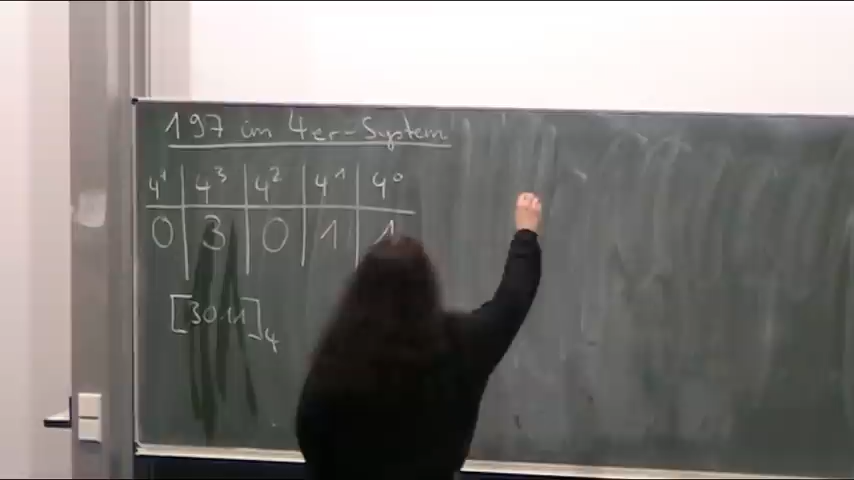 197 im 4er-System
4⁴ 4³ 4² 4¹ 4⁰
0 3 0 1 1
[3011]₄